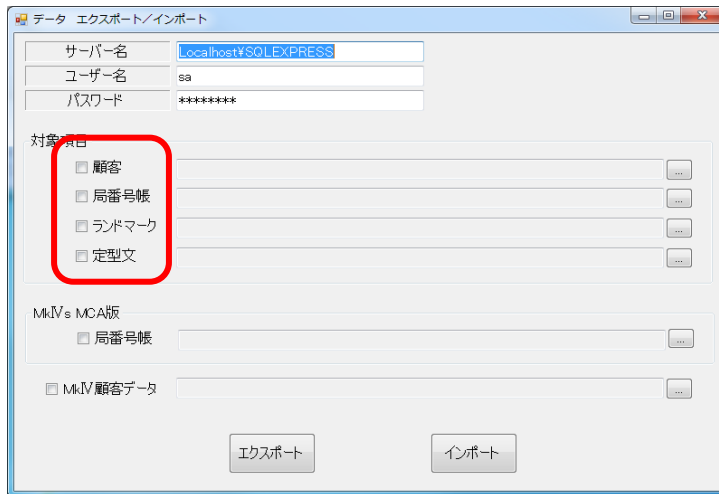 データ エクスポート／インポート
サーバー名 Localhost¥SQLEXPRESS
ユーザー名 sa
パスワード ********
対象項目
顧客 ...
局番号帳 ...
ランドマーク ...
定型文 ...
MkⅣs MCA版
局番号帳 ...
MkⅣ顧客データ ...
エクスポート インポート